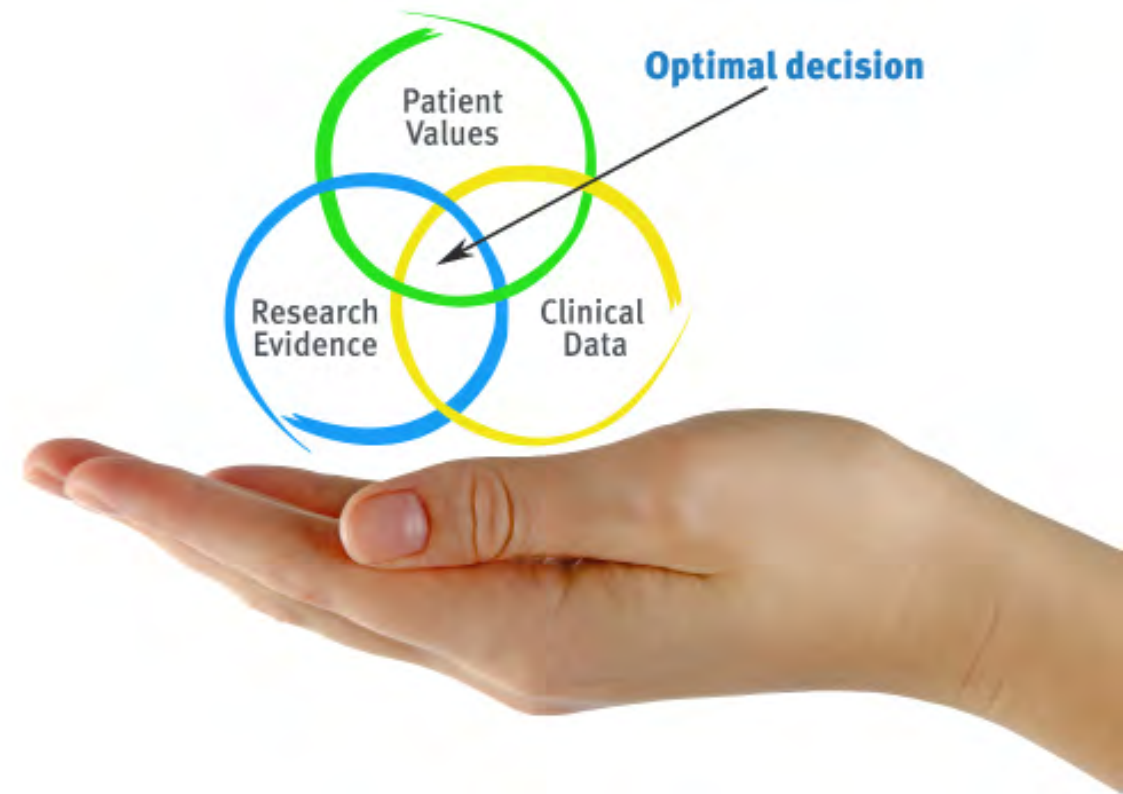 Optimal decision
Patient
Values
Research
Evidence
Clinical
Data